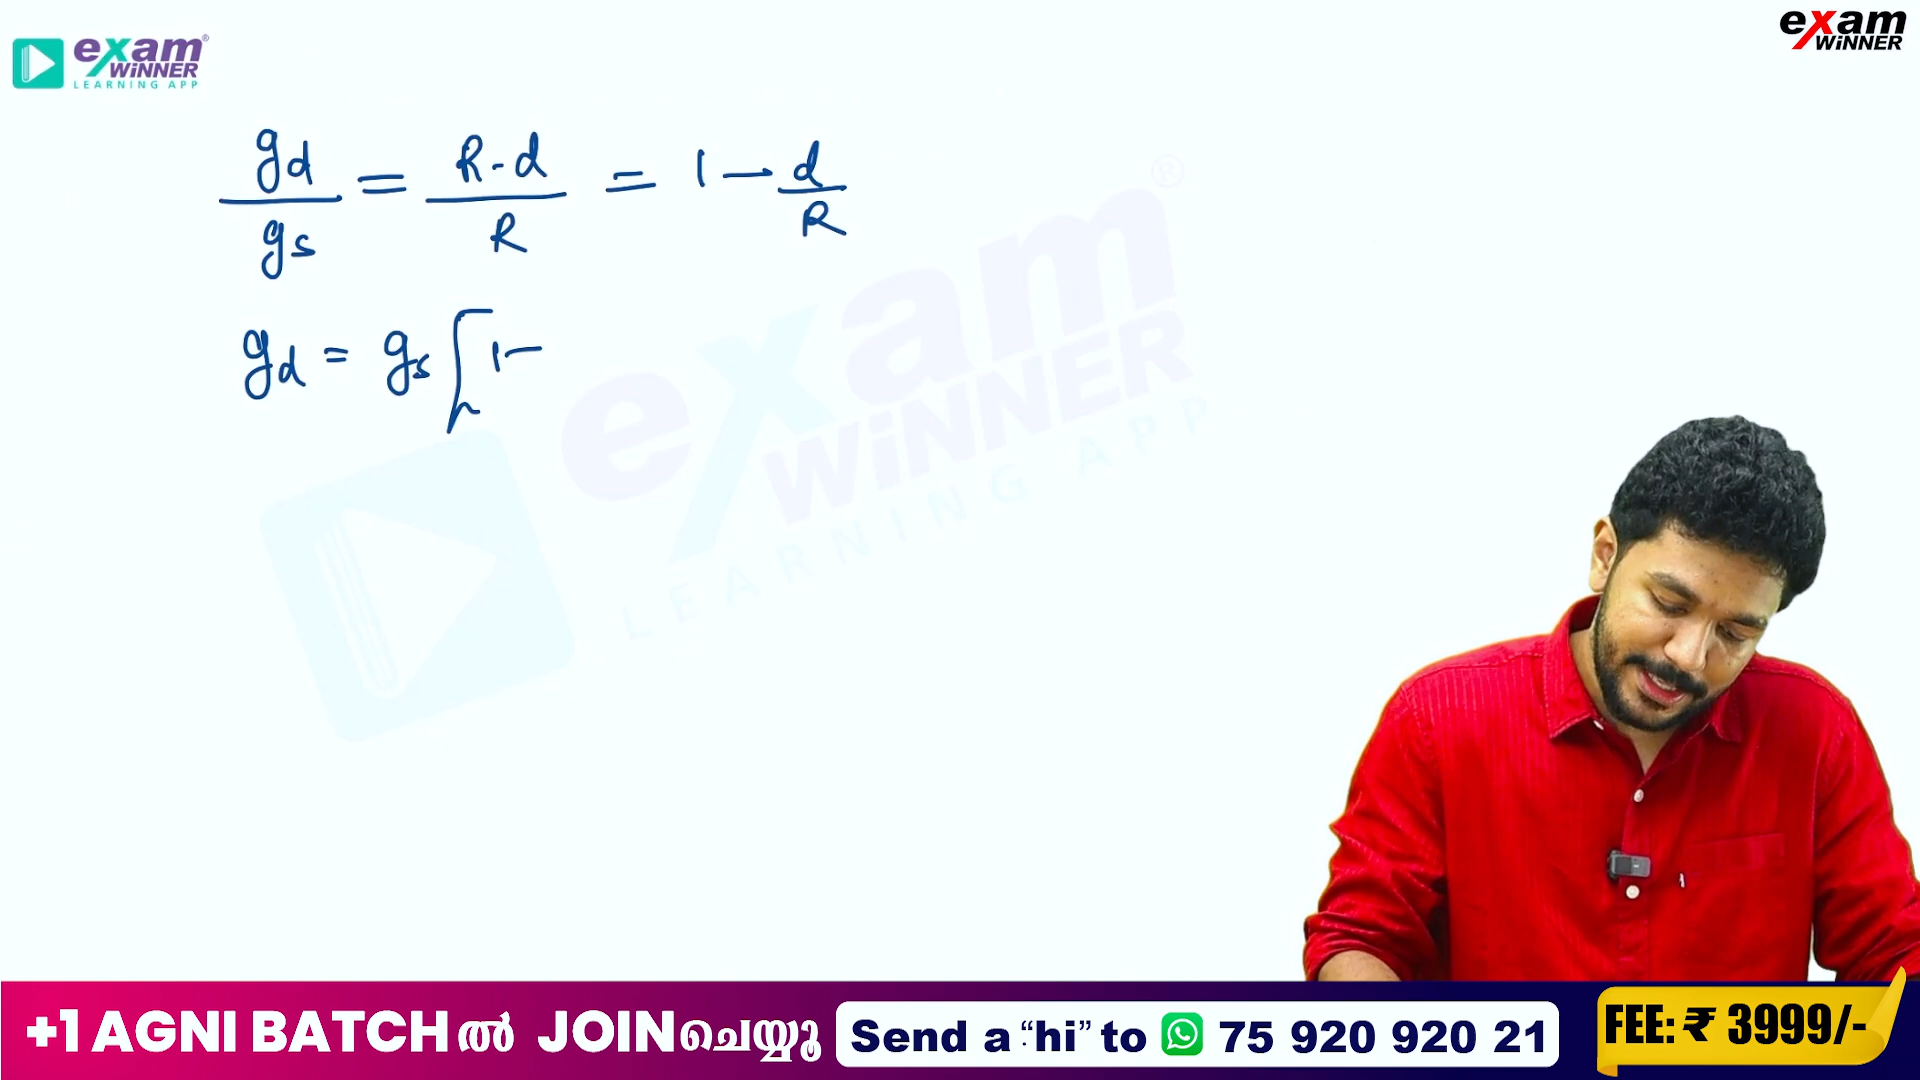 exam WiNNER LEARNING APP
exam WiNNER
gd/gs = R-d/R = 1 - d/R
gd = gs [1-
exam WiNNER LEARNING APP
+1 AGNI BATCH ൽ JOIN ചെയ്യൂ Send a “hi” to 75 920 920 21 FEE: ₹ 3999/-